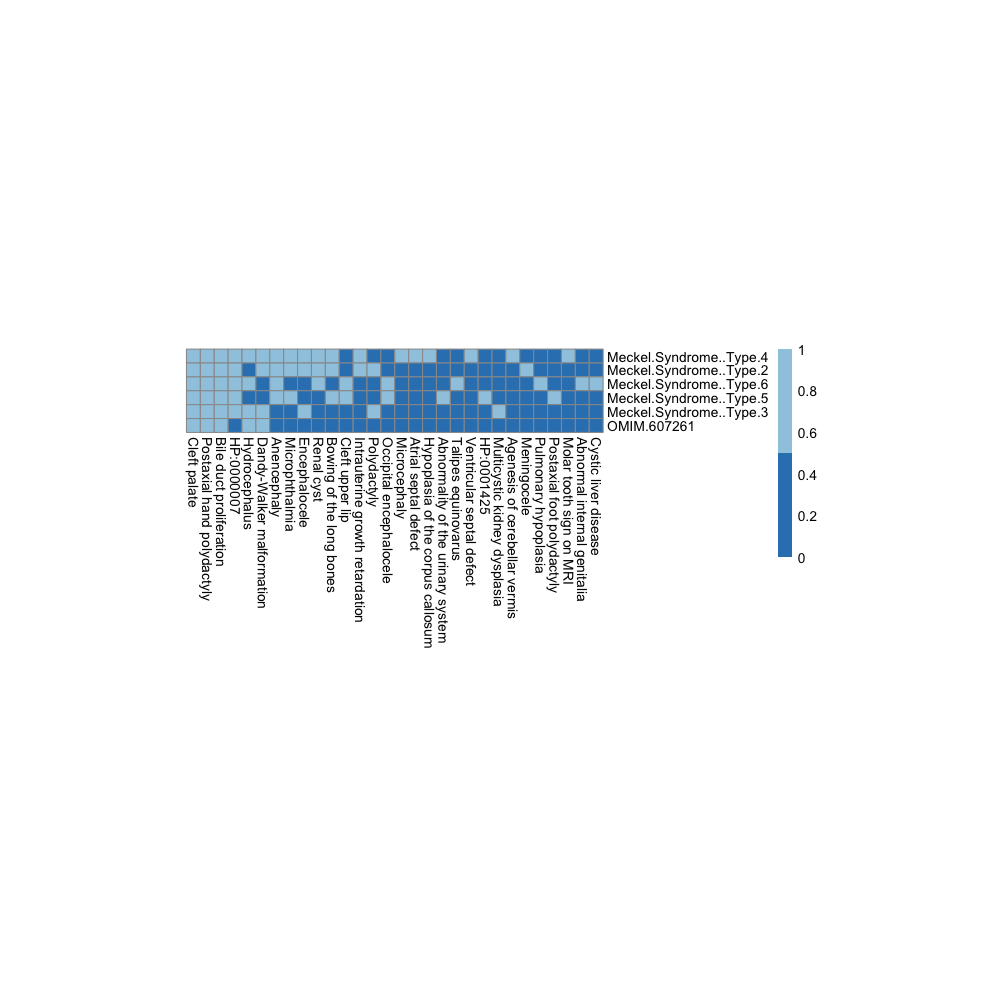 Meckel.Syndrome..Type.4
Meckel.Syndrome..Type.2
Meckel.Syndrome..Type.6
Meckel.Syndrome..Type.5
Meckel.Syndrome..Type.3
OMIM.607261
1
0.8
0.6
0.4
0.2
0
Cleft palate
Postaxial hand polydactyly
Bile duct proliferation
HP:0000007
Hydrocephalus
Dandy-Walker malformation
Anencephaly
Microphthalmia
Encephalocele
Renal cyst
Bowing of the long bones
Cleft upper lip
Intrauterine growth retardation
Polydactyly
Occipital encephalocele
Microcephaly
Atrial septal defect
Hypoplasia of the corpus callosum
Abnormality of the urinary system
Talipes equinovarus
Ventricular septal defect
HP:0001425
Multicystic kidney dysplasia
Agenesis of cerebellar vermis
Meningocele
Pulmonary hypoplasia
Postaxial foot polydactyly
Molar tooth sign on MRI
Abnormal internal genitalia
Cystic liver disease